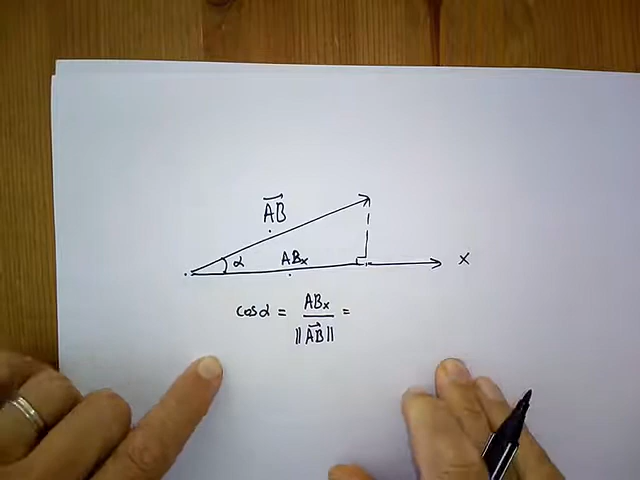 AB
α ABx x
cos α = ABx / ||AB|| =